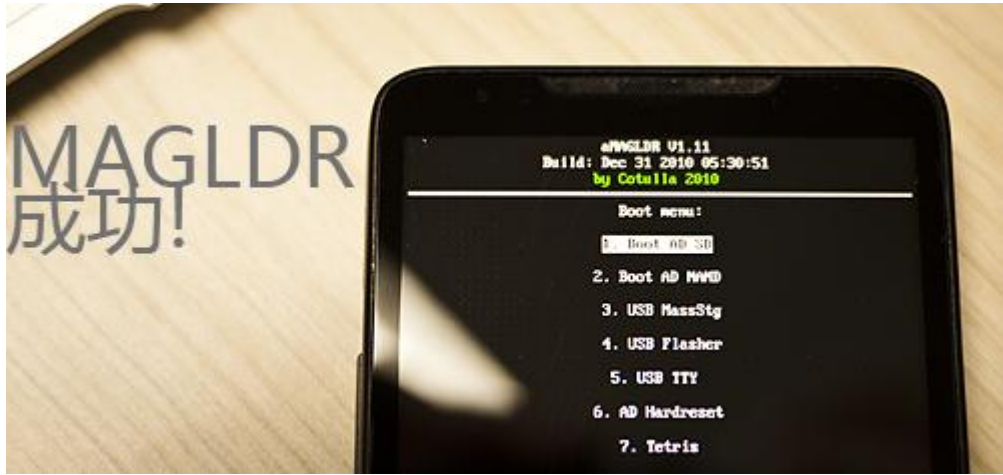 MAGLDR
成功!
aMAGLDR V1.11
Build: Dec 31 2010 05:30:51
by Cotulla 2010
Boot menu:
1. Boot AD SD
2. Boot AD NAND
3. USB MassStg
4. USB Flasher
5. USB TTY
6. AD Hardreset
7. Tetris